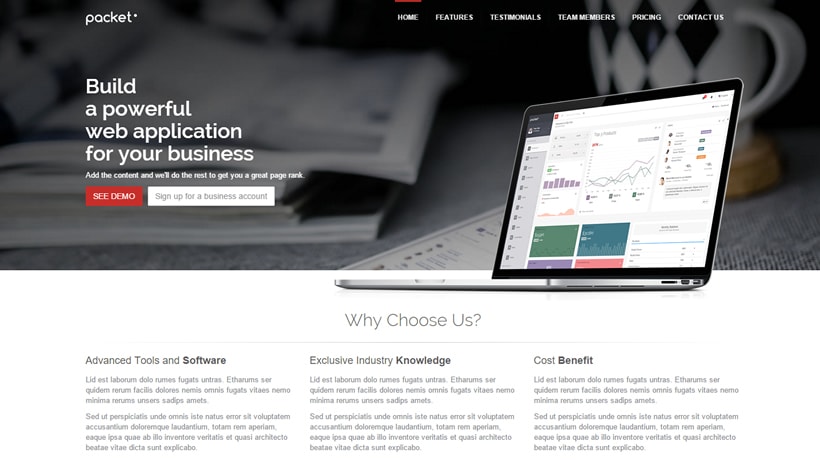 packet
HOME FEATURES TESTIMONIALS TEAM MEMBERS PRICING CONTACT US
Build
a powerful
web application
for your business
Add the content and we'll do the rest to get you a great page rank.
SEE DEMO Sign up for a business account
Why Choose Us?
Advanced Tools and Software
Lid est laborum dolo rumes fugats untras. Etharums ser
quidem rerum facilis dolores nemis omnis fugats vitaes nemo
minima rerums unsers sadips amets.
Sed ut perspiciatis unde omnis iste natus error sit voluptatem
accusantium doloremque laudantium, totam rem aperiam,
eaque ipsa quae ab illo inventore veritatis et quasi architecto
beatae vitae dicta sunt explicabo.
Exclusive Industry Knowledge
Lid est laborum dolo rumes fugats untras. Etharums ser
quidem rerum facilis dolores nemis omnis fugats vitaes nemo
minima rerums unsers sadips amets.
Sed ut perspiciatis unde omnis iste natus error sit voluptatem
accusantium doloremque laudantium, totam rem aperiam,
eaque ipsa quae ab illo inventore veritatis et quasi architecto
beatae vitae dicta sunt explicabo.
Cost Benefit
Lid est laborum dolo rumes fugats untras. Etharums ser
quidem rerum facilis dolores nemis omnis fugats vitaes nemo
minima rerums unsers sadips amets.
Sed ut perspiciatis unde omnis iste natus error sit voluptatem
accusantium doloremque laudantium, totam rem aperiam,
eaque ipsa quae ab illo inventore veritatis et quasi architecto
beatae vitae dicta sunt explicabo.